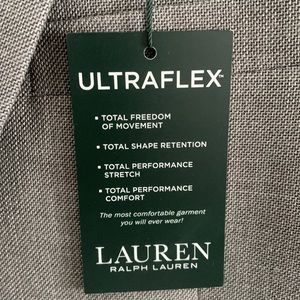 ULTRAFLEX™
▪ TOTAL FREEDOM
OF MOVEMENT
▪ TOTAL SHAPE RETENTION
▪ TOTAL PERFORMANCE
STRETCH
▪ TOTAL PERFORMANCE
COMFORT
The most comfortable garment
you will ever wear!
LAUREN
RALPH LAUREN